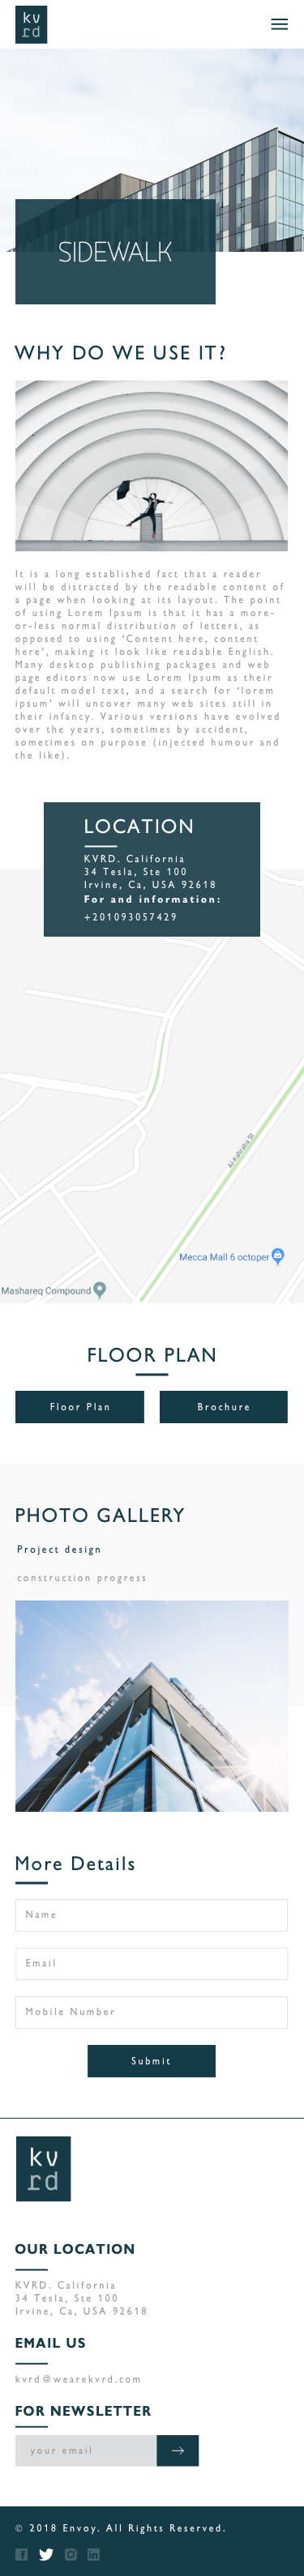 kv
rd
SIDEWALK
WHY DO WE USE IT?
It is a long established fact that a reader
will be distracted by the readable content of
a page when looking at its layout. The point
of using Lorem Ipsum is that it has a more-
or-less normal distribution of letters, as
opposed to using ‘Content here, content
here’, making it look like readable English.
Many desktop publishing packages and web
page editors now use Lorem Ipsum as their
default model text, and a search for ‘lorem
ipsum’ will uncover many web sites still in
their infancy. Various versions have evolved
over the years, sometimes by accident,
sometimes on purpose (injected humour and
the like).
LOCATION
KVRD. California
34 Tesla, Ste 100
Irvine, Ca, USA 92618
For and information:
+201093057429
Al-Kahraba St
Mecca Mall 6 octoper
Mashareq Compound
FLOOR PLAN
Floor Plan
Brochure
PHOTO GALLERY
Project design
construction progress
More Details
Name
Email
Mobile Number
Submit
kv
rd
OUR LOCATION
KVRD. California
34 Tesla, Ste 100
Irvine, Ca, USA 92618
EMAIL US
kvrd@wearekvrd.com
FOR NEWSLETTER
your email
© 2018 Envoy. All Rights Reserved.